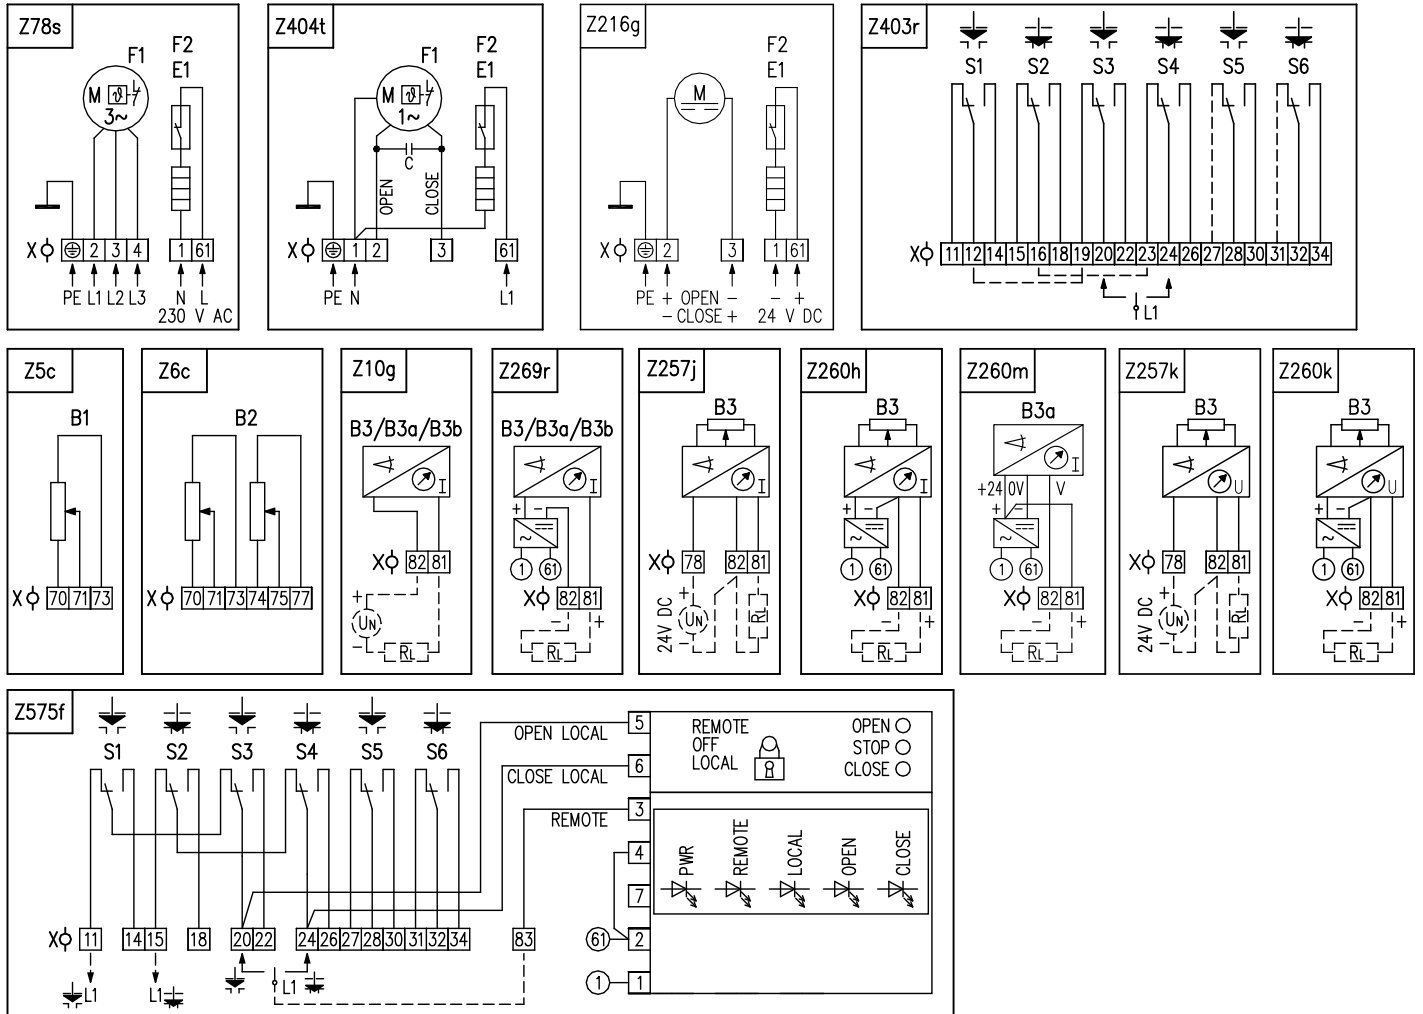 Z78s
F1
F2
E1
M
ϑ
3~
X
2 3 4 1 61
PE L1 L2 L3 N L
230 V AC
Z404t
F1
F2
E1
M
ϑ
1~
C
OPEN
CLOSE
X
1 2 3 61
PE N L1
Z216g
F2
E1
M
X
2 3 1 61
PE + OPEN − − +
− CLOSE + 24 V DC
Z403r
S1 S2 S3 S4 S5 S6
X
11 12 14 15 16 18 19 20 22 23 24 26 27 28 30 31 32 34
L1
Z5c
B1
X
70 71 73
Z6c
B2
X
70 71 73 74 75 77
Z10g
B3/B3a/B3b
I
X
82 81
+
UN
−
RL
Z269r
B3/B3a/B3b
I
+ −
~
1 61
X
82 81
− +
RL
Z257j
B3
I
X
78 82 81
+
24V DC
UN
−
RL
Z260h
B3
I
+ −
~
1 61
X
82 81
− +
RL
Z260m
B3a
I
+24 0V V
+ −
~
1 61
X
82 81
− +
RL
Z257k
B3
U
X
78 82 81
+
24V DC
UN
−
RL
Z260k
B3
U
+ −
~
1 61
X
82 81
− +
RL
Z575f
S1 S2 S3 S4 S5 S6
OPEN LOCAL
CLOSE LOCAL
REMOTE
5
6
3
4
7
2
1
61
1
REMOTE
OFF
LOCAL
OPEN
STOP
CLOSE
PWR
REMOTE
LOCAL
OPEN
CLOSE
X
11 14 15 18 20 22 24 26 27 28 30 31 32 34 83
L1 L1 L1